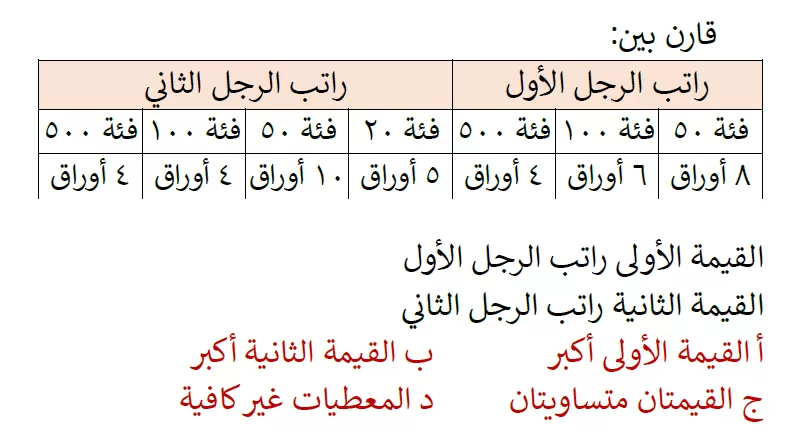 قارن بين:
راتب الرجل الأول راتب الرجل الثاني
فئة ٥٠ فئة ١٠٠ فئة ٥٠٠ فئة ٢٠ فئة ٥٠ فئة ١٠٠ فئة ٥٠٠
٨ أوراق ٦ أوراق ٤ أوراق ٥ أوراق ١٠ أوراق ٤ أوراق ٤ أوراق
القيمة الأولى راتب الرجل الأول
القيمة الثانية راتب الرجل الثاني
أ القيمة الأولى أكبر ب القيمة الثانية أكبر
ج القيمتان متساويتان د المعطيات غير كافية